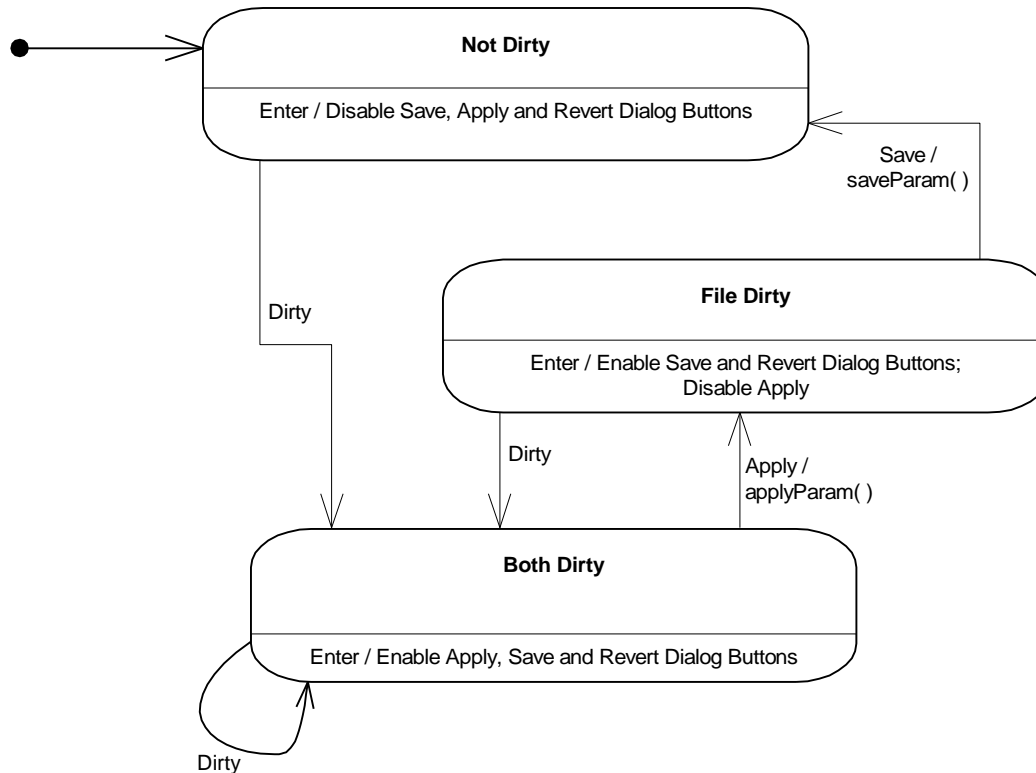 Not Dirty
Enter / Disable Save, Apply and Revert Dialog Buttons
Save /
saveParam( )
File Dirty
Dirty
Enter / Enable Save and Revert Dialog Buttons;
Disable Apply
Dirty
Apply /
applyParam( )
Both Dirty
Enter / Enable Apply, Save and Revert Dialog Buttons
Dirty